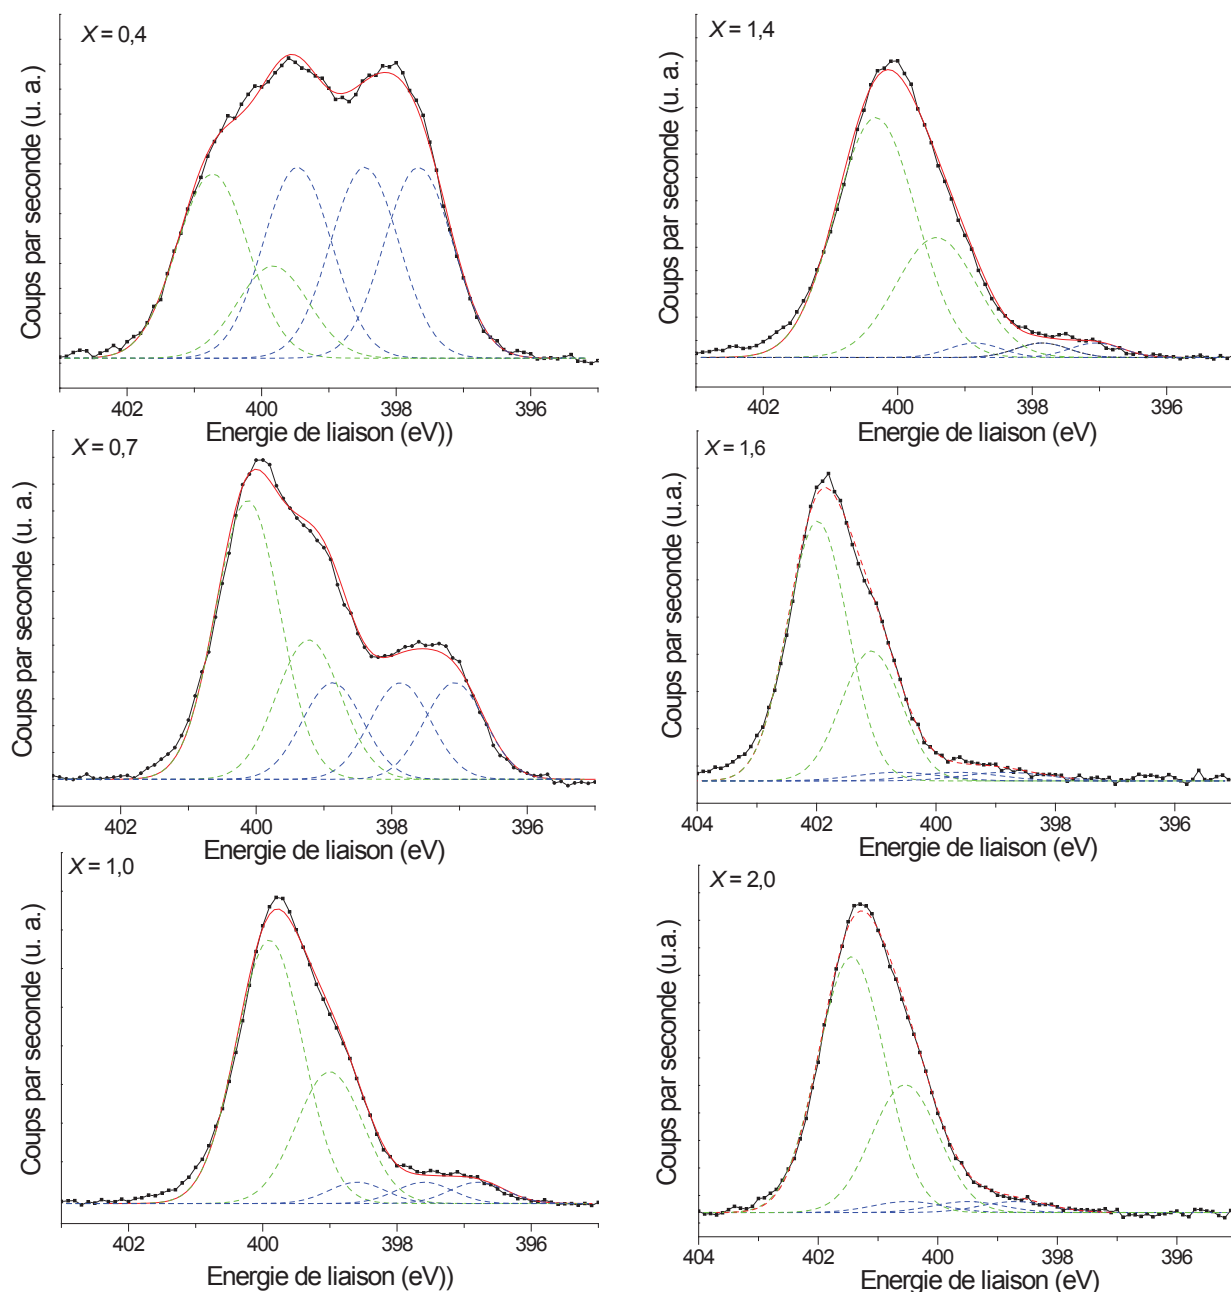 X = 0,4
Coups par seconde (u. a.)
402 400 398 396
Energie de liaison (eV))
X = 1,4
Coups par seconde (u. a.)
402 400 398 396
Energie de liaison (eV)
X = 0,7
Coups par seconde (u. a.)
402 400 398 396
Energie de liaison (eV)
X = 1,6
Coups par seconde (u.a.)
404 402 400 398 396
Energie de liaison (eV)
X = 1,0
Coups par seconde (u. a.)
402 400 398 396
Energie de liaison (eV))
X = 2,0
Coups par seconde (u.a.)
404 402 400 398 396
Energie de liaison (eV)